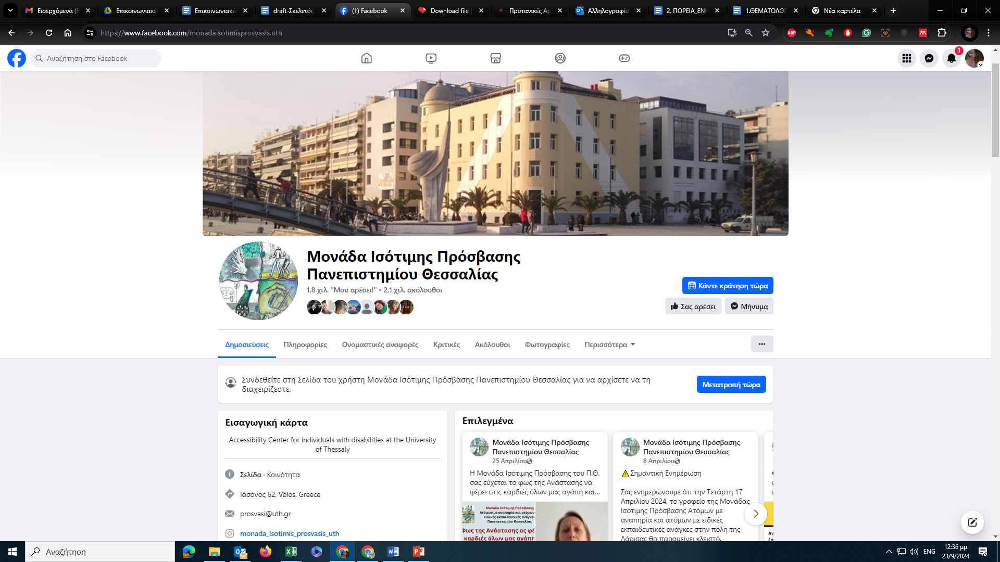 Εισερχόμενα (6
Επικοινωνιακέ
Επικοινωνιακέ
draft-Σκελετός
(1) Facebook
Download file |
Πρυτανικές Αρ
Αλληλογραφία
2. ΠΟΡΕΙΑ_ΕΝΗ
1.ΘΕΜΑΤΟΛΟΓ
Νέα καρτέλα
https://www.facebook.com/monadaisotimisprosvasis.uth
ABP
Αναζήτηση στο Facebook
1
Μονάδα Ισότιμης Πρόσβασης
Πανεπιστημίου Θεσσαλίας
1,8 χιλ. "Μου αρέσει!" • 2,1 χιλ. ακόλουθοι
Κάντε κράτηση τώρα
Σας αρέσει
Μήνυμα
Δημοσιεύσεις
Πληροφορίες
Ονομαστικές αναφορές
Κριτικές
Ακόλουθοι
Φωτογραφίες
Περισσότερα
Συνδεθείτε στη Σελίδα του χρήστη Μονάδα Ισότιμης Πρόσβασης Πανεπιστημίου Θεσσαλίας για να αρχίσετε να τη
διαχειρίζεστε.
Μετατροπή τώρα
Εισαγωγική κάρτα
Accessibility Center for individuals with disabilities at the University
of Thessaly
Σελίδα · Κοινότητα
Ιάσονος 62, Vólos, Greece
prosvasi@uth.gr
monada_isotimis_prosvasis_uth
Επιλεγμένα
Μονάδα Ισότιμης Πρόσβασης
Πανεπιστημίου Θεσσαλίας
25 Απριλίου
Η Μονάδα Ισότιμης Πρόσβασης του Π.Θ.
σας εύχεται το φως της Ανάστασης να
φέρει στις καρδιές όλων μας αγάπη και...
Μονάδα Ισότιμης Πρόσβασης
Ατόμων με αναπηρία και ατόμων
ειδικές εκπαιδευτικές ανάγκες
Πανεπιστημίου Θεσσαλίας
Φως της Ανάστασης ας φέ
καρδιές όλων μας αγάπη
Μονάδα Ισότιμης Πρόσβασης
Πανεπιστημίου Θεσσαλίας
8 Απριλίου
Σημαντική Ενημέρωση
Σας ενημερώνουμε ότι την Τετάρτη 17
Απριλίου 2024, το γραφείο της Μονάδας
Ισότιμης Πρόσβασης Ατόμων με
αναπηρία και ατόμων με ειδικές
εκπαιδευτικές ανάγκες στην πόλη της
Λάρισας θα παραμείνει κλειστό.
Αναζήτηση
ENG
12:36 μμ
23/9/2024